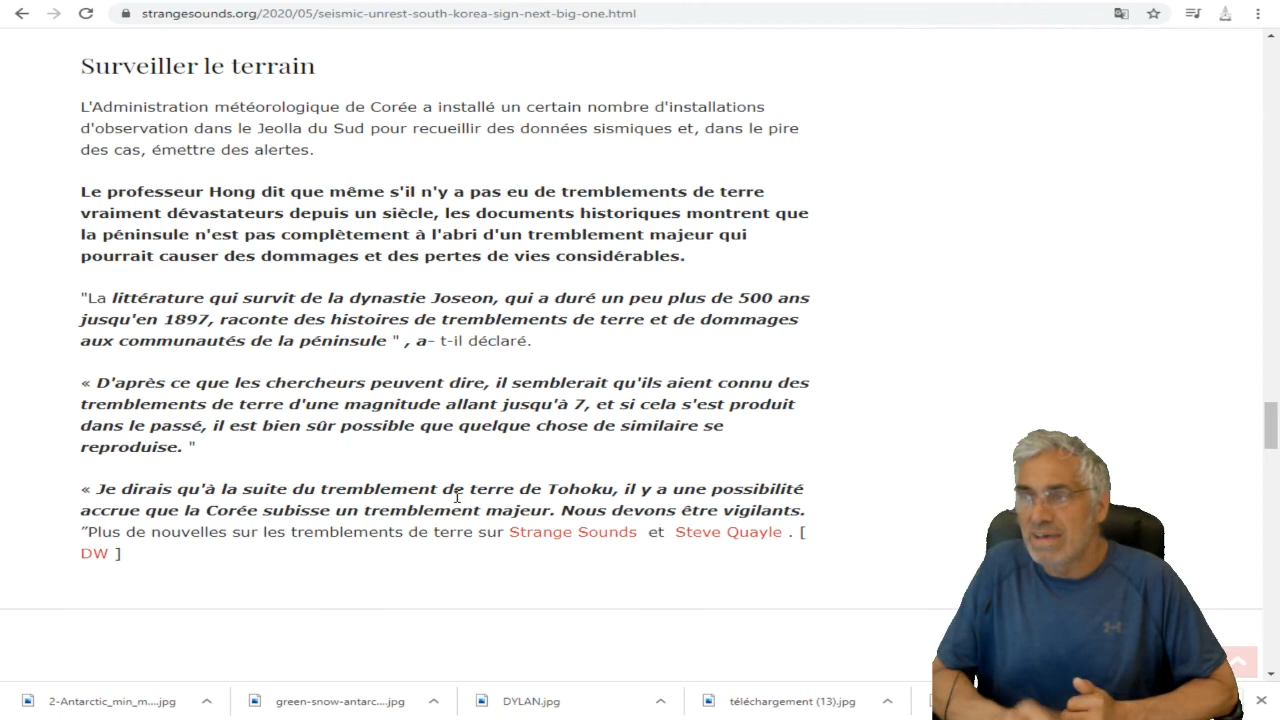 strangesounds.org/2020/05/seismic-unrest-south-korea-sign-next-big-one.html
Surveiller le terrain
L'Administration météorologique de Corée a installé un certain nombre d'installations
d'observation dans le Jeolla du Sud pour recueillir des données sismiques et, dans le pire
des cas, émettre des alertes.
Le professeur Hong dit que même s'il n'y a pas eu de tremblements de terre
vraiment dévastateurs depuis un siècle, les documents historiques montrent que
la péninsule n'est pas complètement à l'abri d'un tremblement majeur qui
pourrait causer des dommages et des pertes de vies considérables.
"La littérature qui survit de la dynastie Joseon, qui a duré un peu plus de 500 ans
jusqu'en 1897, raconte des histoires de tremblements de terre et de dommages
aux communautés de la péninsule " , a- t-il déclaré.
« D'après ce que les chercheurs peuvent dire, il semblerait qu'ils aient connu des
tremblements de terre d'une magnitude allant jusqu'à 7, et si cela s'est produit
dans le passé, il est bien sûr possible que quelque chose de similaire se
reproduise. "
« Je dirais qu'à la suite du tremblement de terre de Tohoku, il y a une possibilité
accrue que la Corée subisse un tremblement majeur. Nous devons être vigilants.
"Plus de nouvelles sur les tremblements de terre sur Strange Sounds et Steve Quayle . [
DW ]
2-Antarctic_min_m....jpg green-snow-antarc....jpg DYLAN.jpg téléchargement (13).jpg